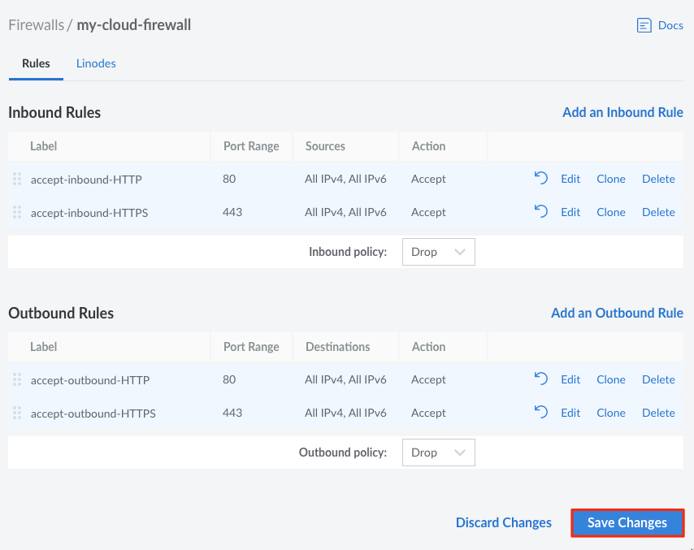 Firewalls / my-cloud-firewall Docs
Rules Linodes
Inbound Rules Add an Inbound Rule
Label Port Range Sources Action
accept-inbound-HTTP 80 All IPv4, All IPv6 Accept Edit Clone Delete
accept-inbound-HTTPS 443 All IPv4, All IPv6 Accept Edit Clone Delete
Inbound policy: Drop
Outbound Rules Add an Outbound Rule
Label Port Range Destinations Action
accept-outbound-HTTP 80 All IPv4, All IPv6 Accept Edit Clone Delete
accept-outbound-HTTPS 443 All IPv4, All IPv6 Accept Edit Clone Delete
Outbound policy: Drop
Discard Changes Save Changes